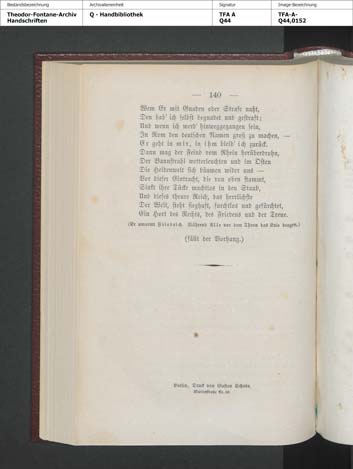 Bestandsbezeichnung
Archivalieneinheit
Signatur
Image-Bezeichnung
Theodor-Fontane-Archiv
Handschriften
Q - Handbibliothek
TFA A
Q44
TFA-A-
Q44,0152
— 140 —
Wem Er mit Gnaden oder Strafe naht,
Den hab' ich selbst begnadet und gestraft;
Und wenn ich werd' hinweggegangen sein,
In Rom den deutschen Namen groß zu machen, —
Er geht in mir, in ihm bleib' ich zurück.
Dann mag der Feind vom Rhein herüberdrohn,
Der Bannstrahl wetterleuchten und im Osten
Die Heidenwelt sich bäumen wider uns —
Vor dieser Eintracht, die von oben stammt,
Sinkt ihre Tücke machtlos in den Staub,
Und dieses theure Reich, das herrlichste
Der Welt, steht sieghaft, furchtlos und gefürchtet,
Ein Hort des Rechts, des Friedens und der Treue.
(Er umarmt Friedrich. Während Alle vor dem Thron das Knie beugen,)
(fällt der Vorhang.)
Berlin, Druck von Gustav Schade.
Marienstraße Nr. 10.